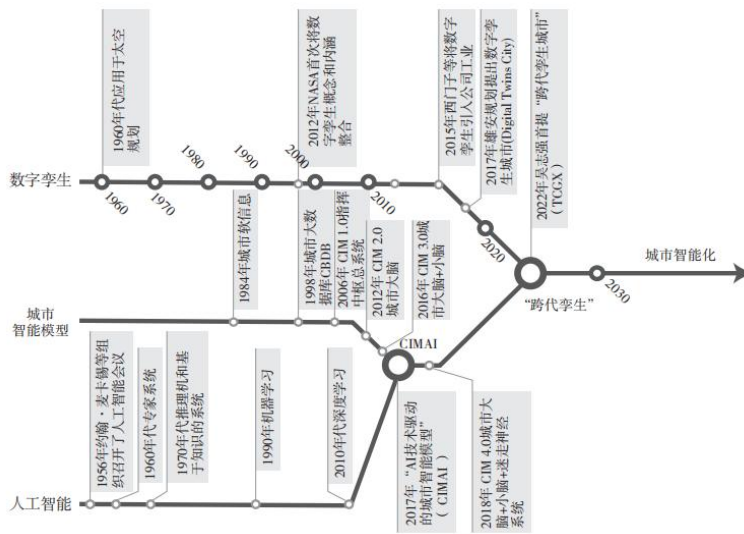 1960年代应用于太空
规划
2012年NASA首次将数
字孪生概念和内涵
整合
2015年西门子等将数字
孪生引入公司工业
2017年雄安规划提出数字孪
生城市(Digital Twins City)
2022年吴志强首提“跨代孪生城市”
（TCGX）
数字孪生
1960
1970
1980
1990
2000
2010
2020
2030
城市智能化
“跨代孪生”
城市
智能模型
1984年城市软信息
1998年城市大数
据库CBDB
2006年 CIM 1.0指挥
中枢总系统
2012年 CIM 2.0
城市大脑
2016年 CIM 3.0城
市大脑+小脑
CIMAI
2017年“AI技术驱动
的城市智能模型”
（CIMAI）
2018年 CIM 4.0城市大
脑+小脑+迷走神经
系统
人工智能
1956年约翰·麦卡锡等组
织召开了人工智能会议
1960年代专家系统
1970年代推理机和基
于知识的系统
1990年机器学习
2010年代深度学习